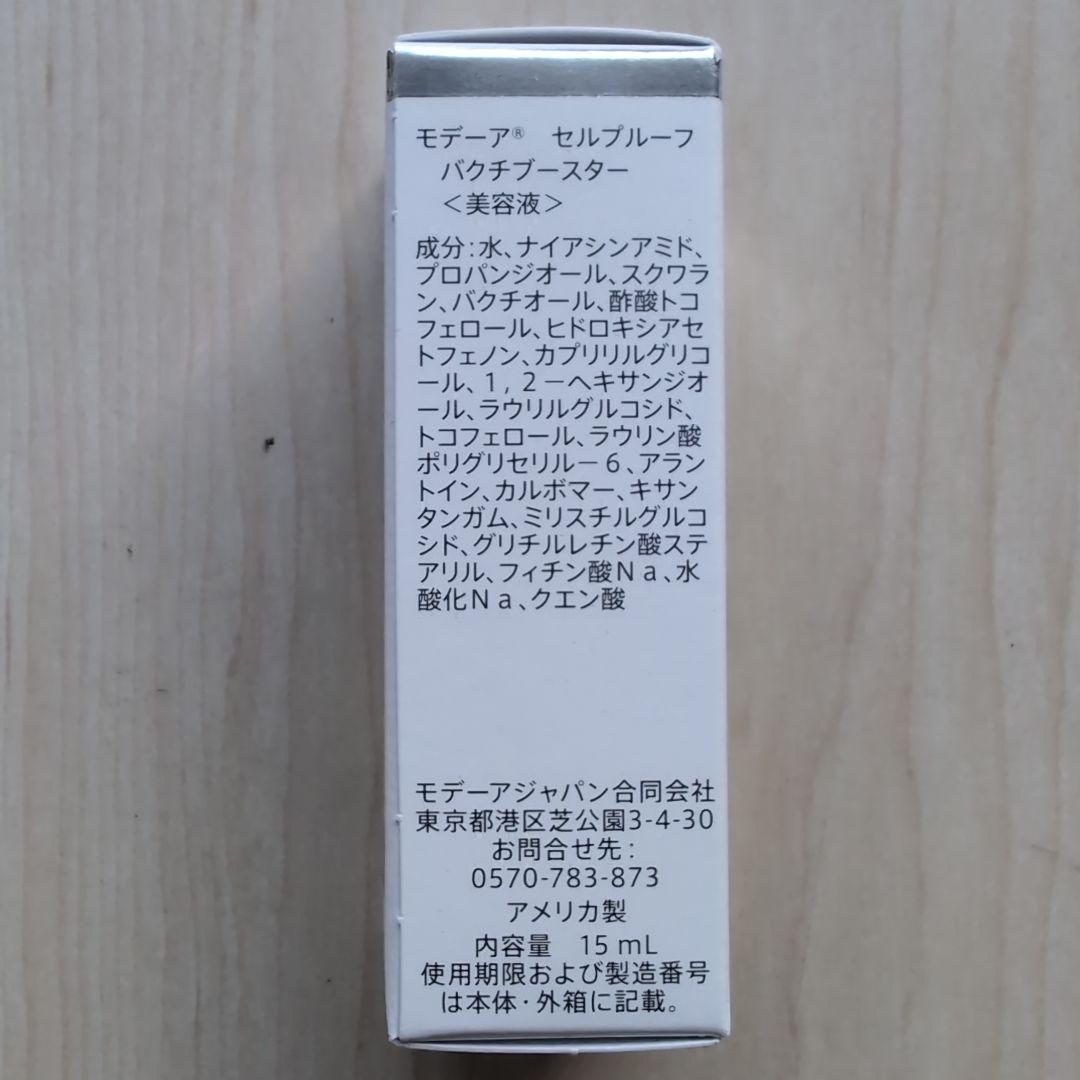 モデーア® セルプルーフ
バクチブースター
＜美容液＞
成分:水、ナイアシンアミド、
プロパンジオール、スクワラ
ン、バクチオール、酢酸トコ
フェロール、ヒドロキシアセ
トフェノン、カプリリルグリコ
ール、１,２－ヘキサンジオ
ール、ラウリルグルコシド、
トコフェロール、ラウリン酸
ポリグリセリル－６、アラン
トイン、カルボマー、キサン
タンガム、ミリスチルグルコ
シド、グリチルレチン酸ステ
アリル、フィチン酸Ｎａ、水
酸化Ｎａ、クエン酸
モデーアジャパン合同会社
東京都港区芝公園3-4-30
お問合せ先:
0570-783-873
アメリカ製
内容量 15 mL
使用期限および製造番号
は本体・外箱に記載。